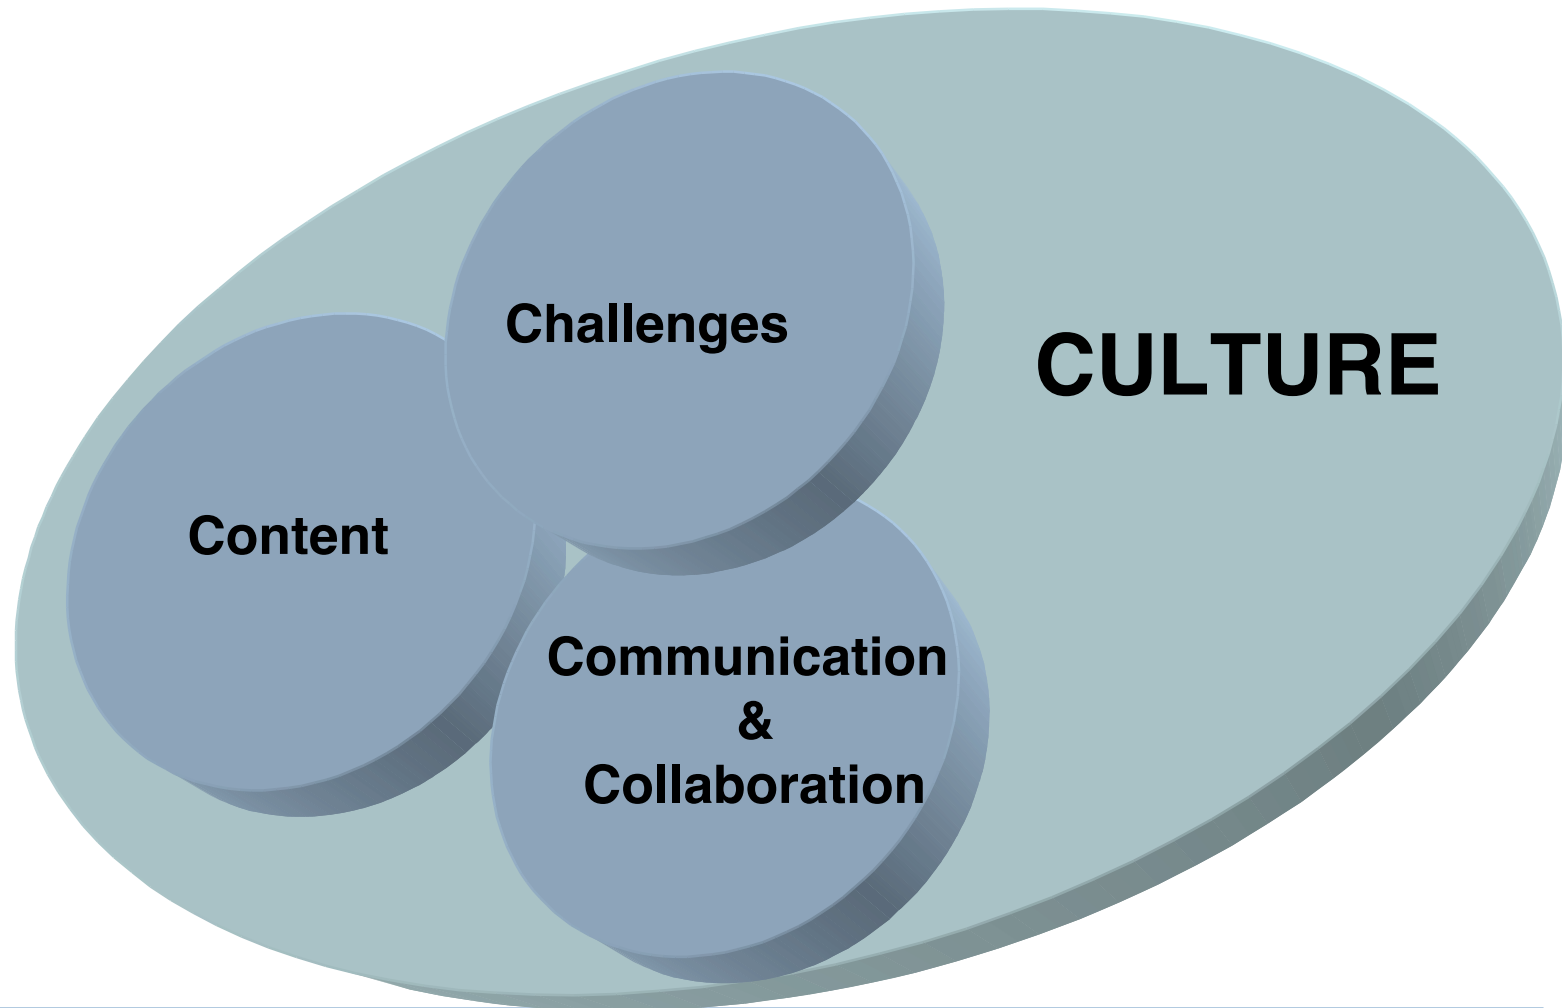 Challenges
CULTURE
Content
Communication
&
Collaboration